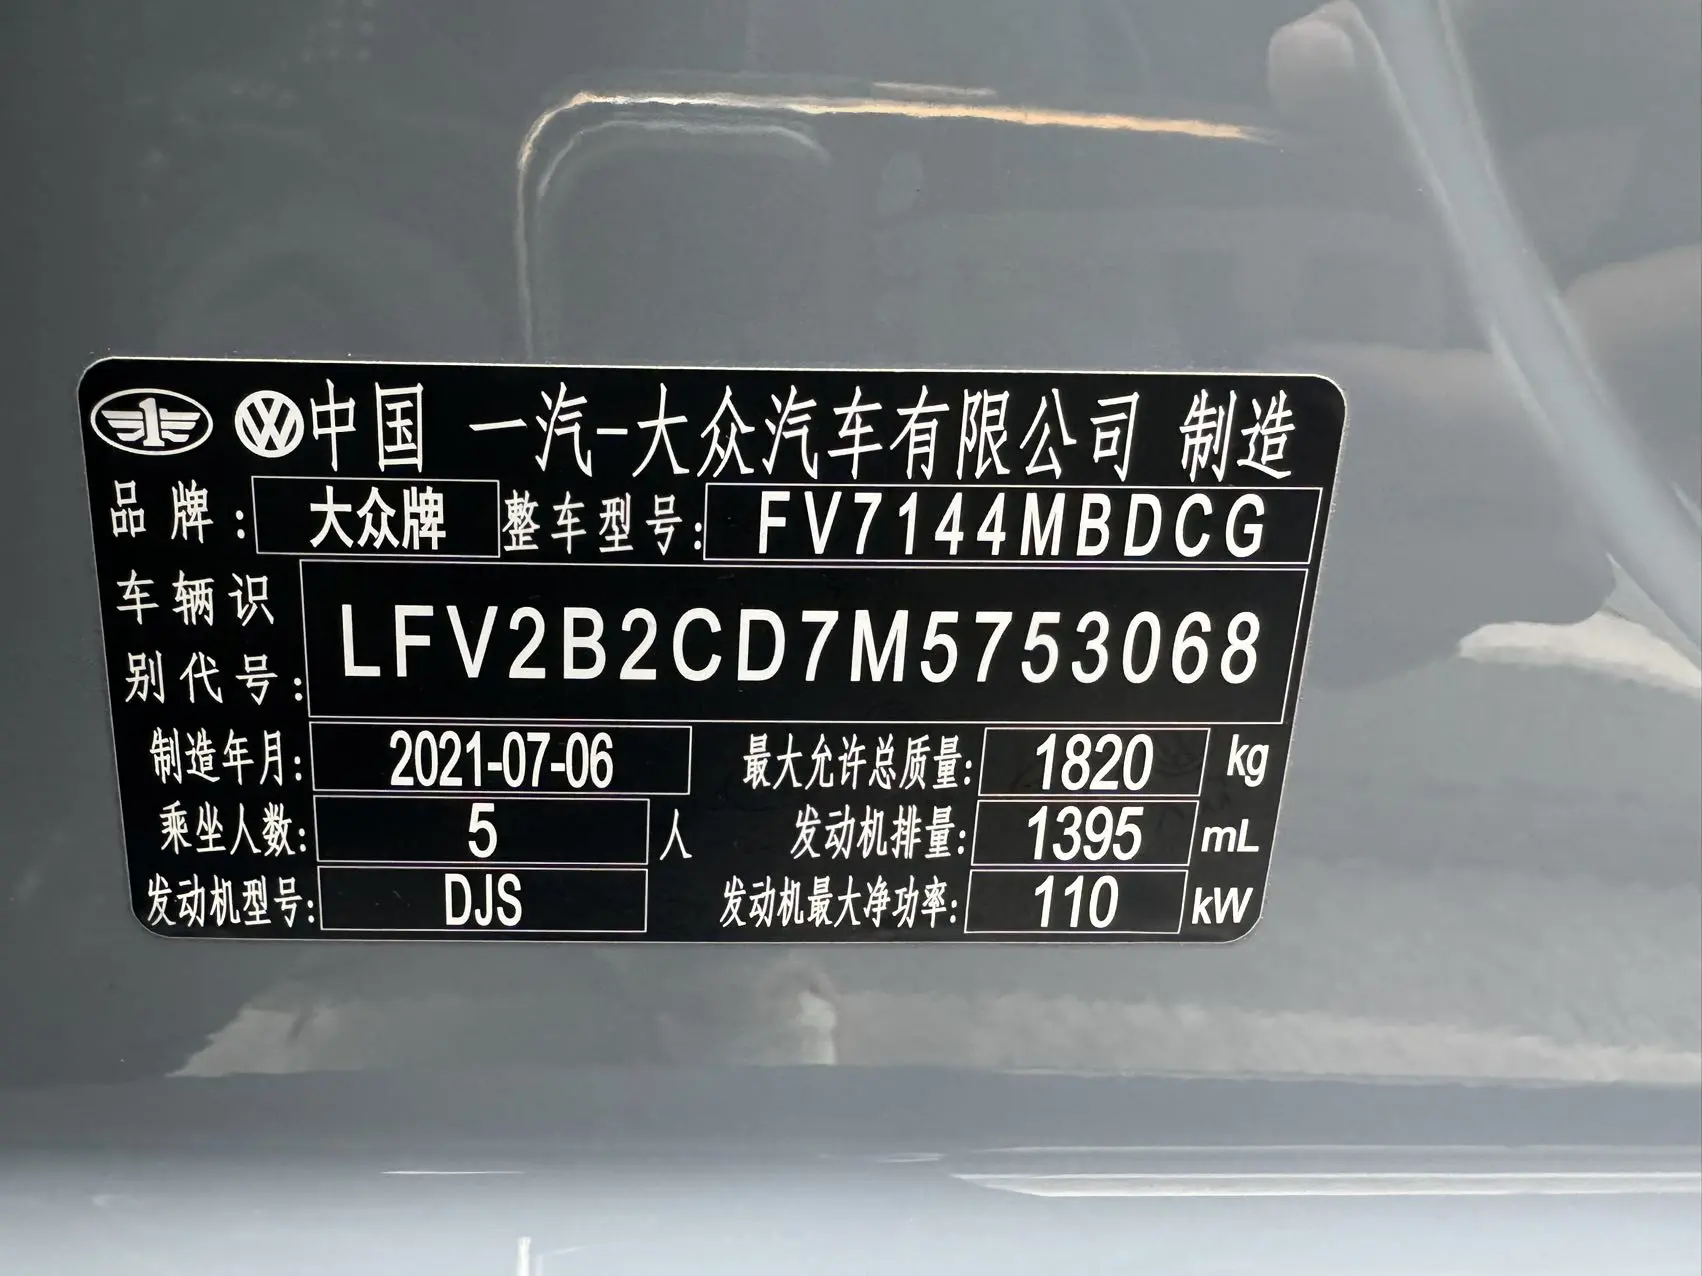 中国 一汽-大众汽车有限公司 制造
品牌: 大众牌 整车型号: FV7144MBDCG
车辆识
别代号: LFV2B2CD7M5753068
制造年月: 2021-07-06 最大允许总质量: 1820 kg
乘坐人数: 5 人 发动机排量: 1395 mL
发动机型号: DJS 发动机最大净功率: 110 kW